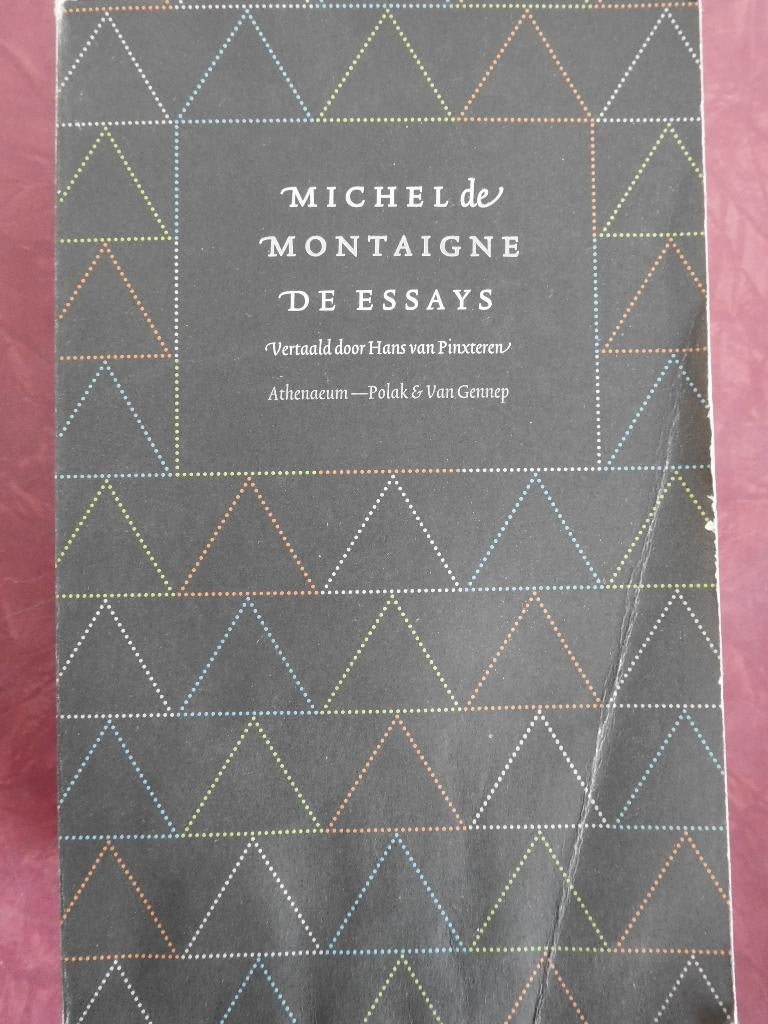 MICHEL de
MONTAIGNE
DE ESSAYS
Vertaald door Hans van Pinxteren
Athenaeum—Polak & Van Gennep